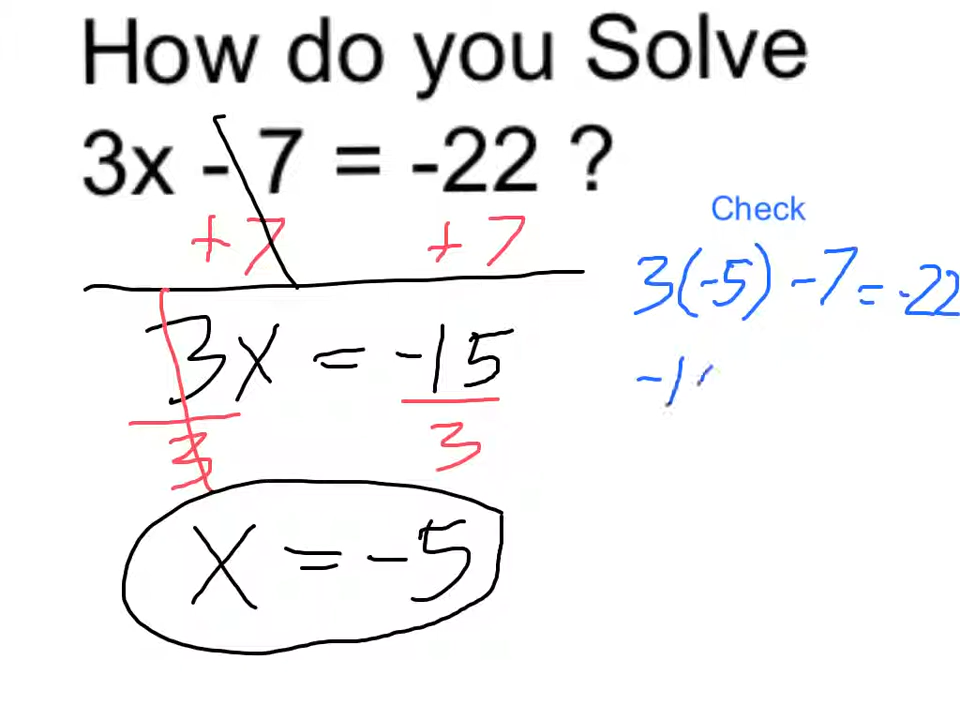 How do you Solve
3x - 7 = -22 ?
+7 +7
3x = -15
3 3
x = -5
Check
3(-5) -7 = -22
-1